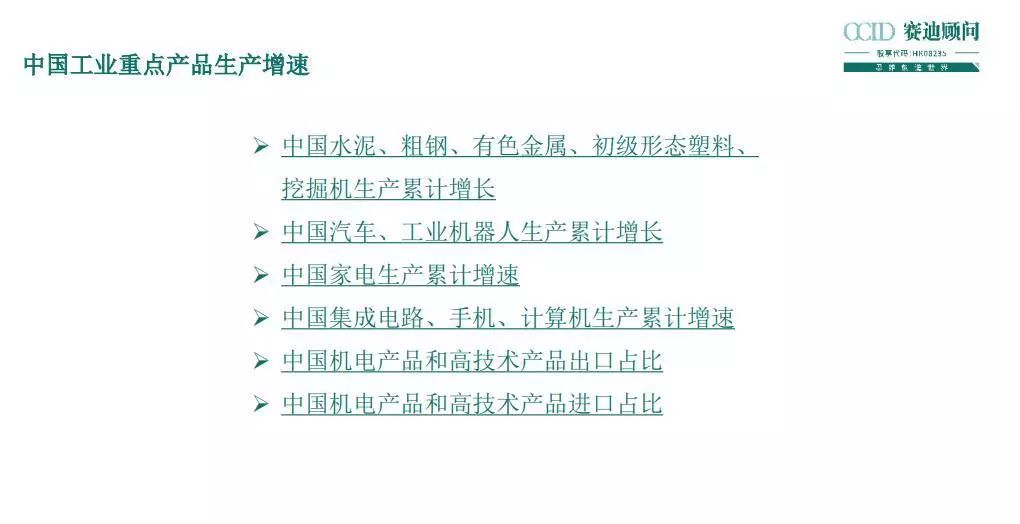 CCID 赛迪顾问
股票代码:HK08235
思维创造世界
中国工业重点产品生产增速
➢ 中国水泥、粗钢、有色金属、初级形态塑料、
挖掘机生产累计增长
➢ 中国汽车、工业机器人生产累计增长
➢ 中国家电生产累计增速
➢ 中国集成电路、手机、计算机生产累计增速
➢ 中国机电产品和高技术产品出口占比
➢ 中国机电产品和高技术产品进口占比